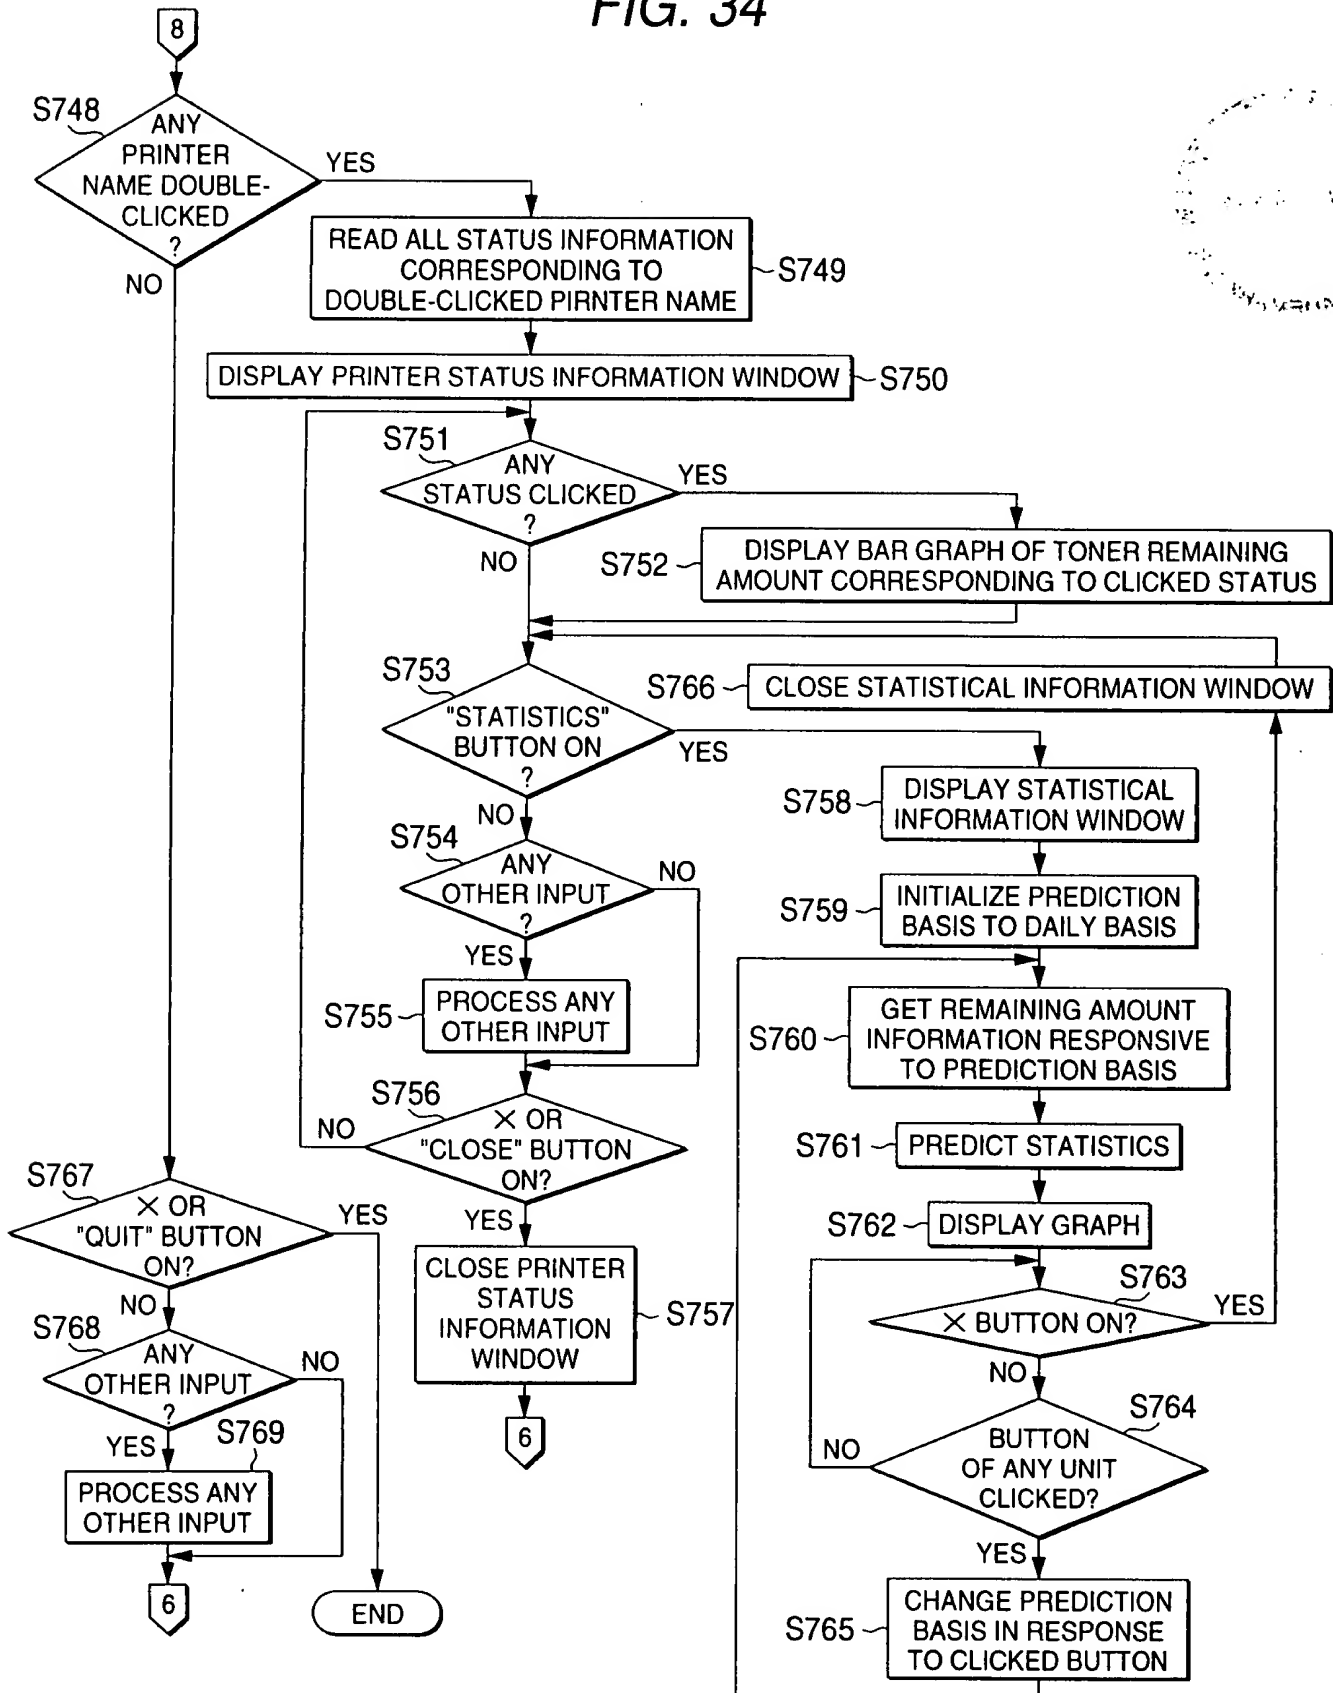 FIG. 34
8
S748
ANY
PRINTER
NAME DOUBLE-
CLICKED
?
YES
NO
READ ALL STATUS INFORMATION
CORRESPONDING TO
DOUBLE-CLICKED PIRNTER NAME
S749
DISPLAY PRINTER STATUS INFORMATION WINDOW
S750
S751
ANY
STATUS CLICKED
?
YES
NO
S752
DISPLAY BAR GRAPH OF TONER REMAINING
AMOUNT CORRESPONDING TO CLICKED STATUS
S753
"STATISTICS"
BUTTON ON
?
YES
NO
S766
CLOSE STATISTICAL INFORMATION WINDOW
S754
ANY
OTHER INPUT
?
NO
YES
S755
PROCESS ANY
OTHER INPUT
S756
× OR
"CLOSE" BUTTON
ON?
NO
YES
CLOSE PRINTER
STATUS
INFORMATION
WINDOW
S757
6
S758
DISPLAY STATISTICAL
INFORMATION WINDOW
S759
INITIALIZE PREDICTION
BASIS TO DAILY BASIS
S760
GET REMAINING AMOUNT
INFORMATION RESPONSIVE
TO PREDICTION BASIS
S761
PREDICT STATISTICS
S762
DISPLAY GRAPH
S763
× BUTTON ON?
YES
NO
S764
BUTTON
OF ANY UNIT
CLICKED?
NO
YES
S765
CHANGE PREDICTION
BASIS IN RESPONSE
TO CLICKED BUTTON
S767
× OR
"QUIT" BUTTON
ON?
YES
NO
S768
ANY
OTHER INPUT
?
NO
YES
S769
PROCESS ANY
OTHER INPUT
6
END